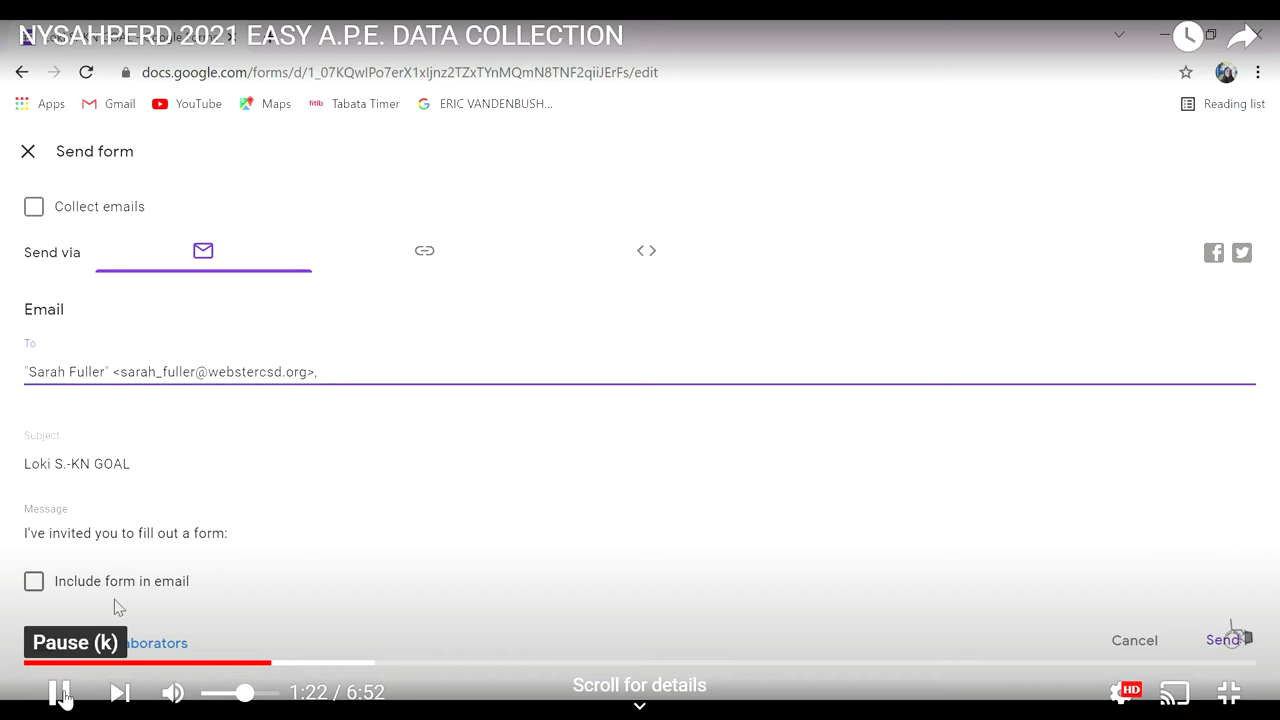 NYSAHPERD 2021 EASY A.P.E. DATA COLLECTION
docs.google.com/forms/d/1_07KQwIPo7erX1xIjnz2TZxTYnMQmN8TNF2qiiJErFs/edit
Apps Gmail YouTube Maps fitlb Tabata Timer ERIC VANDENBUSH... Reading list
Send form
Collect emails
Send via
Email
To
"Sarah Fuller" <sarah_fuller@webstercsd.org>,
Subject
Loki S.-KN GOAL
Message
I've invited you to fill out a form:
Include form in email
Pause (k) aborators Cancel Send
1:22 / 6:52 Scroll for details HD